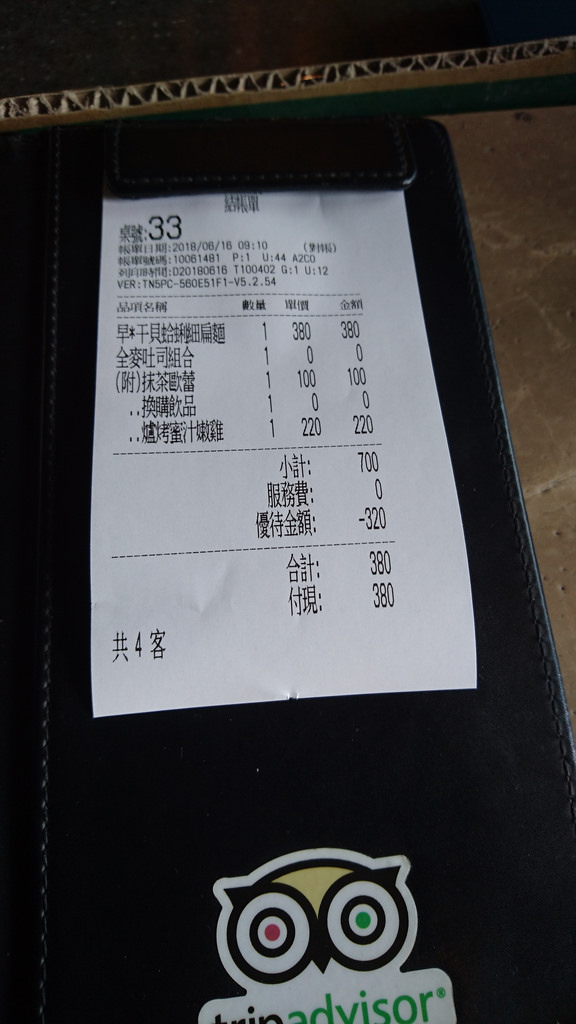 結帳單
桌號:33
帳單日期:2018/06/16 09:10
帳單號碼:10061481 P:1 U:44 A2C0
列印時間:D20180616 T100402 G:1 U:12
VER:TN5PC-560E51F1-V5.2.54
品項名稱 數量 單價 金額
早*干貝蛤蜊細扁麵 1 380 380
全麥吐司組合 1 0 0
(附)抹茶歐蕾 1 100 100
..換購飲品 1 0 0
..爐烤蜜汁嫩雞 1 220 220
小計: 700
服務費: 0
優待金額: -320
合計: 380
付現: 380
共 4 客
tripadvisor®